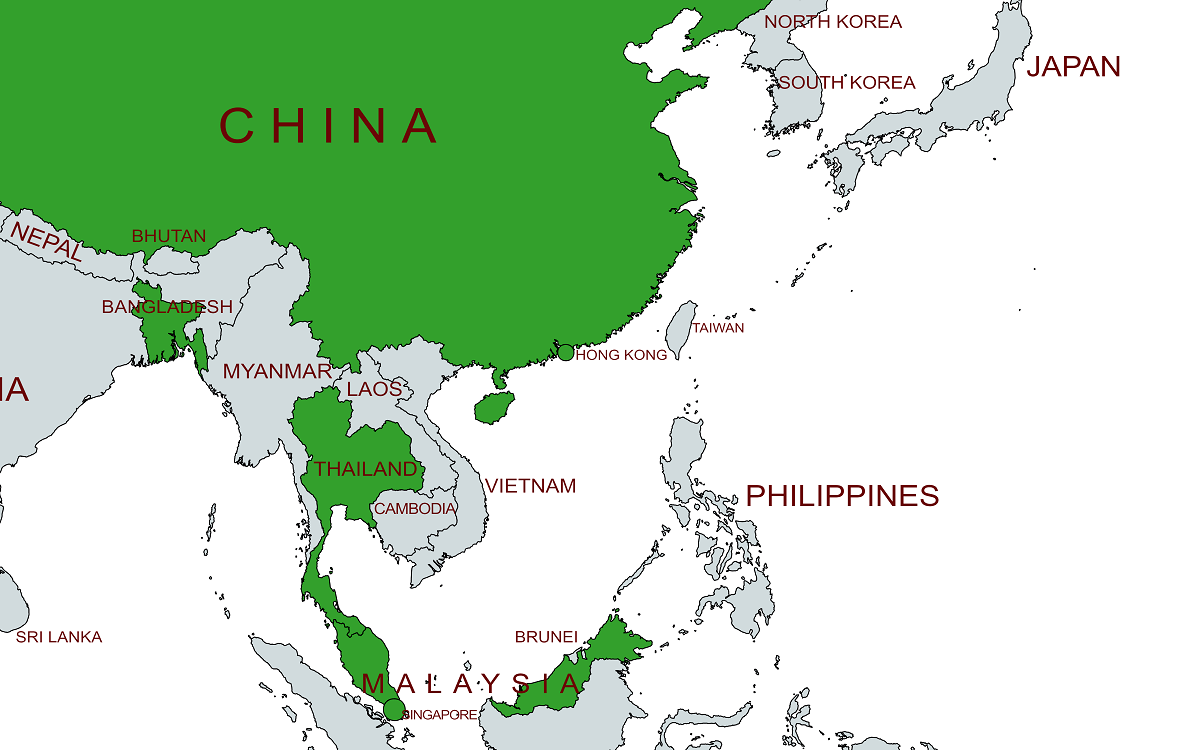 NORTH KOREA
JAPAN
SOUTH KOREA
CHINA
NEPAL
BHUTAN
BANGLADESH
TAIWAN
HONG KONG
MYANMAR
LAOS
IA
THAILAND
VIETNAM
PHILIPPINES
CAMBODIA
SRI LANKA
BRUNEI
MALAYSIA
SINGAPORE